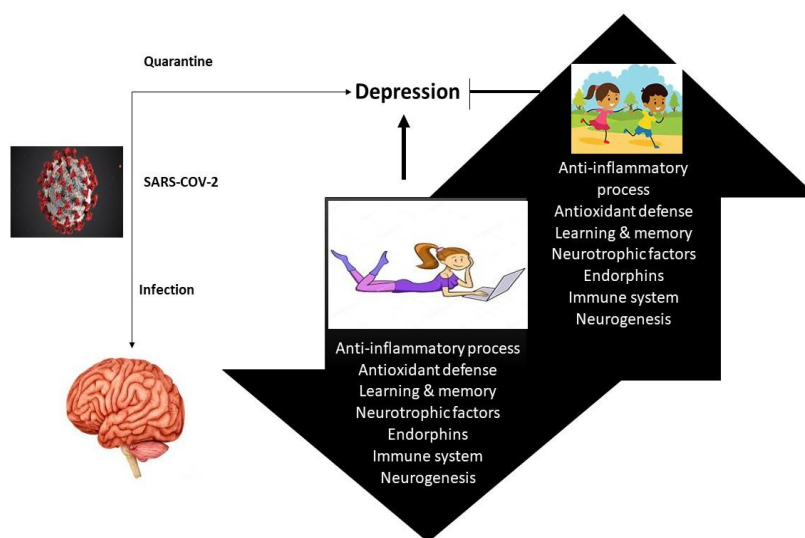 Quarantine
Depression
SARS-COV-2
Infection
Anti-inflammatory
process
Antioxidant defense
Learning & memory
Neurotrophic factors
Endorphins
Immune system
Neurogenesis
Anti-inflammatory process
Antioxidant defense
Learning & memory
Neurotrophic factors
Endorphins
Immune system
Neurogenesis